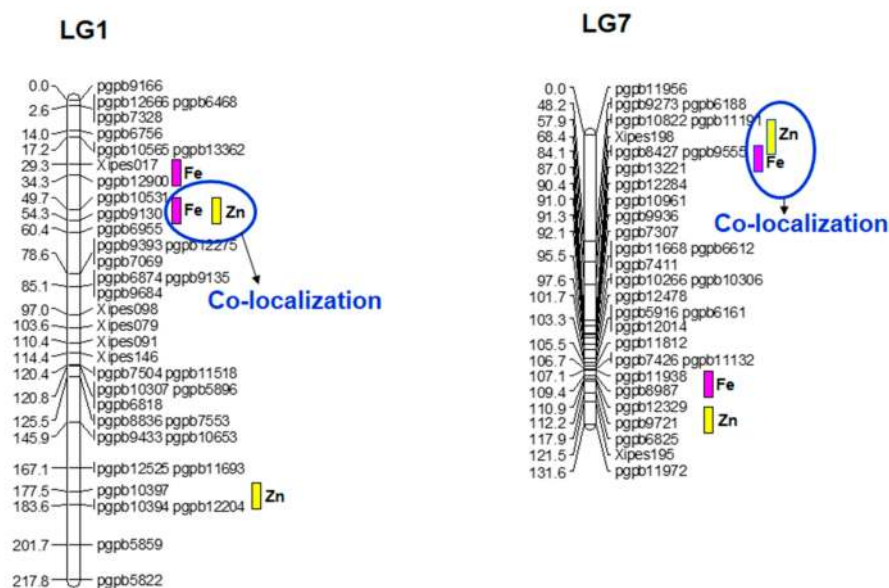 LG1
0.0 pgpb9166
pgpb12666 pgpb6468
2.6 pgpb7328
14.0 pgpb6756
17.2 pgpb10565 pgpb13362
29.3 Xipes017
Fe
34.3 pgpb12900
49.7 pgpb10531
54.3 pgpb9130
Fe Zn
60.4 pgpb6955
pgpb9393 pgpb12275
78.6 pgpb7069
pgpb6874 pgpb9135
85.1 pgpb9684
Co-localization
97.0 Xipes098
103.6 Xipes079
110.4 Xipes091
114.4 Xipes146
120.4 pgpb7504 pgpb11518
pgpb10307 pgpb5896
120.8 pgpb6818
125.5 pgpb8836 pgpb7553
145.9 pgpb9433 pgpb10653
167.1 pgpb12525 pgpb11693
177.5 pgpb10397
Zn
183.6 pgpb10394 pgpb12204
201.7 pgpb5859
217.8 pgpb5822
LG7
0.0 pgpb11956
48.2 pgpb9273 pgpb6188
57.9 pgpb10822 pgpb11191
Zn
68.4 Xipes198
84.1 pgpb8427 pgpb9555
Fe
87.0 pgpb13221
90.4 pgpb12284
91.0 pgpb10961
91.3 pgpb9936
Co-localization
92.1 pgpb7307
pgpb11668 pgpb6612
95.5 pgpb7411
97.6 pgpb10266 pgpb10306
101.7 pgpb12478
pgpb5916 pgpb6161
103.3 pgpb12014
105.5 pgpb11812
106.7 pgpb7426 pgpb11132
107.1 pgpb11938
Fe
109.4 pgpb8987
110.9 pgpb12329
112.2 pgpb9721
Zn
117.9 pgpb6825
121.5 Xipes195
131.6 pgpb11972